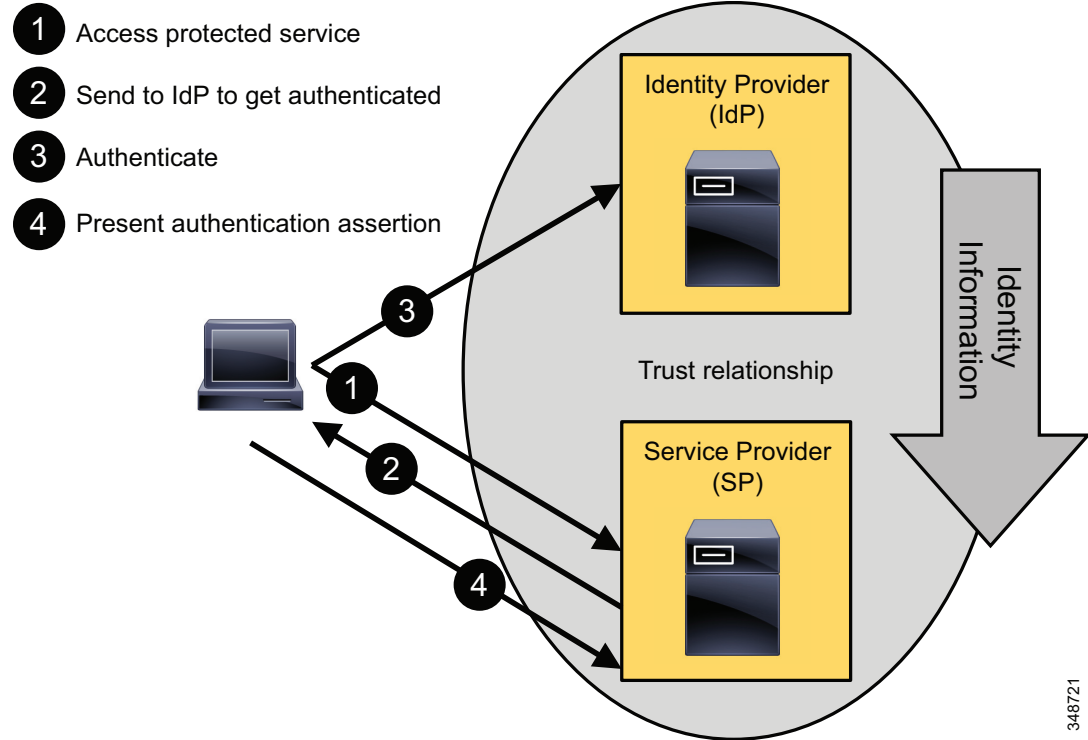 1 Access protected service
2 Send to IdP to get authenticated
3 Authenticate
4 Present authentication assertion
Identity Provider
(IdP)
Identity
Information
3
Trust relationship
1
Service Provider
(SP)
2
4
348721